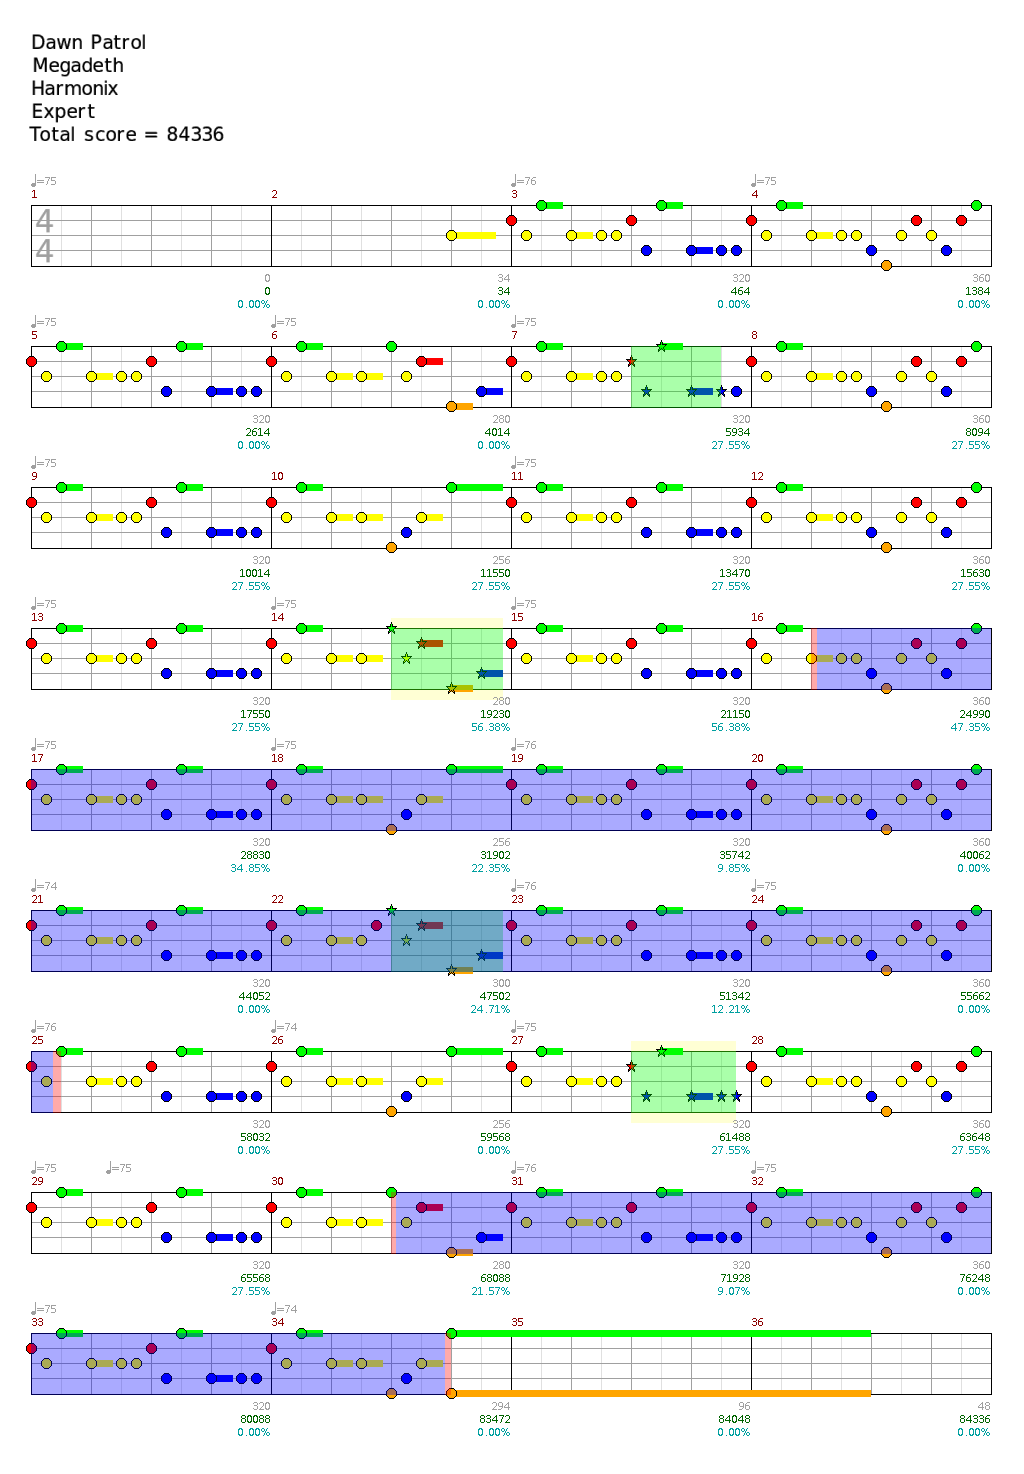 Dawn Patrol
Megadeth
Harmonix
Expert
Total score = 84336
♩=75 ♩=76 ♩=75
1 2 3 4
4
4
0 34 320 360
0 34 464 1384
0.00% 0.00% 0.00% 0.00%
♩=75 ♩=75
5 6 7 8
320 280 320 360
2614 4014 5934 8094
0.00% 0.00% 27.55% 27.55%
♩=75 ♩=75
9 10 11 12
320 256 320 360
10014 11550 13470 15630
27.55% 27.55% 27.55% 27.55%
♩=75 ♩=75
13 14 15 16
320 280 320 360
17550 19230 21150 24990
27.55% 56.38% 56.38% 47.35%
♩=75 ♩=75 ♩=76
17 18 19 20
320 256 320 360
28830 31902 35742 40062
34.85% 22.35% 9.85% 0.00%
♩=74 ♩=76 ♩=75
21 22 23 24
320 300 320 360
44052 47502 51342 55662
0.00% 24.71% 12.21% 0.00%
♩=76 ♩=74 ♩=75
25 26 27 28
320 256 320 360
58032 59568 61488 63648
0.00% 0.00% 27.55% 27.55%
♩=75 ♩=75 ♩=76 ♩=75
29 30 31 32
320 280 320 360
65568 68088 71928 76248
27.55% 21.57% 9.07% 0.00%
♩=75 ♩=74
33 34 35 36
320 294 96 48
80088 83472 84048 84336
0.00% 0.00% 0.00% 0.00%